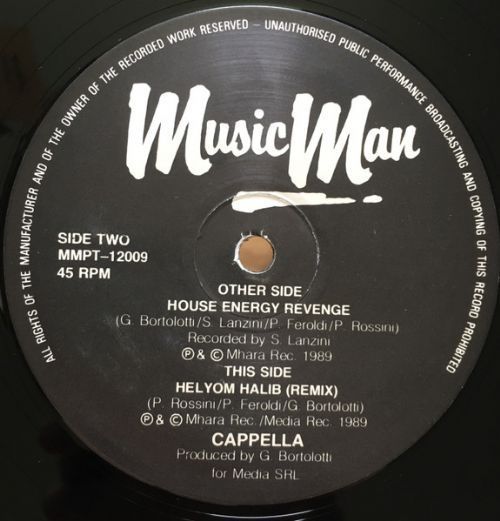 ALL RIGHTS OF THE MANUFACTURER AND OF THE OWNER OF THE RECORDED WORK RESERVED – UNAUTHORISED PUBLIC PERFORMANCE BROADCASTING AND COPYING OF THIS RECORD PROHIBITED
Music Man
SIDE TWO
MMPT–12009
45 RPM
OTHER SIDE
HOUSE ENERGY REVENGE
(G. Bortolotti/S. Lanzini/P. Feroldi/P. Rossini)
Recorded by S. Lanzini
℗ & © Mhara Rec. 1989
THIS SIDE
HELYOM HALIB (REMIX)
(P. Rossini/P. Feroldi/G. Bortolotti)
℗ & © Mhara Rec./Media Rec. 1989
CAPPELLA
Produced by G. Bortolotti
for Media SRL